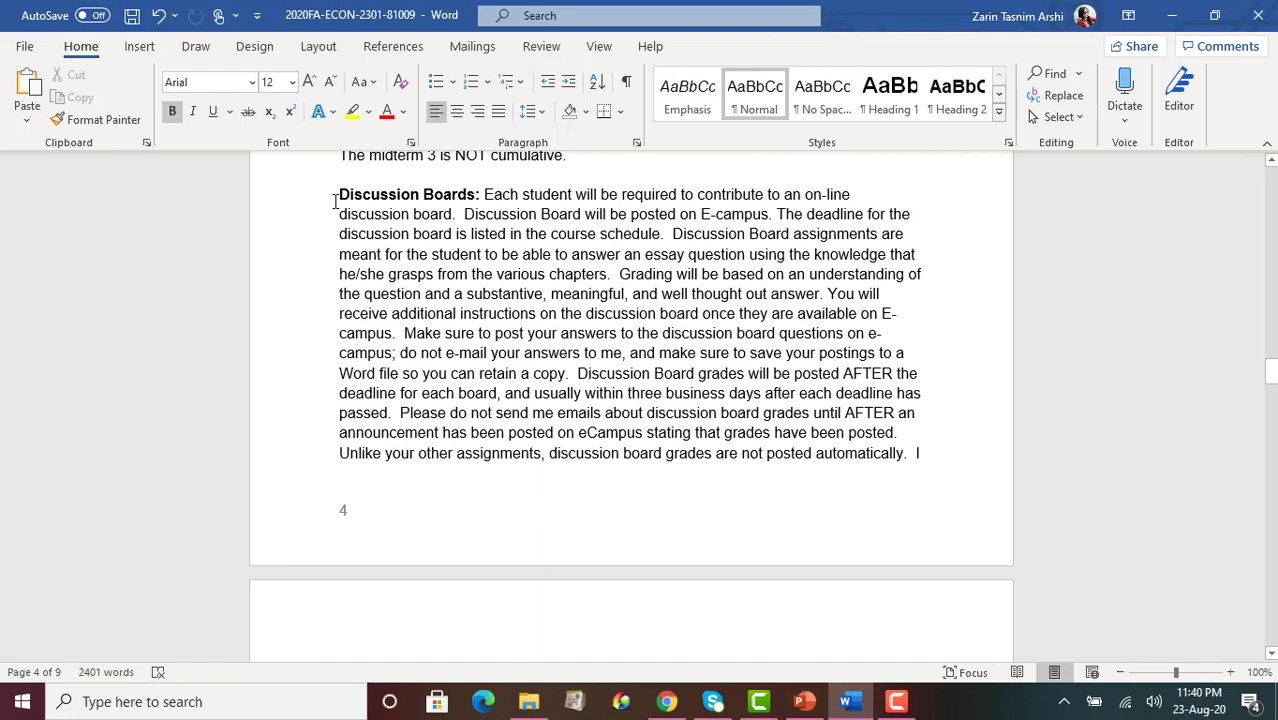 AutoSave Off 2020FA-ECON-2301-81009 - Word Search Zarin Tasnim Arshi
File Home Insert Draw Design Layout References Mailings Review View Help Share Comments
Paste Cut Copy Format Painter
Arial 12
AaBbCc AaBbCc AaBbCc AaBbC AaBbCc
Emphasis ¶ Normal ¶ No Spac... ¶ Heading 1 ¶ Heading 2
Find Replace Select
Dictate Editor
Clipboard Font Paragraph Styles Editing Voice Editor
The midterm 3 is NOT cumulative.
Discussion Boards: Each student will be required to contribute to an on-line
discussion board.  Discussion Board will be posted on E-campus. The deadline for the
discussion board is listed in the course schedule.  Discussion Board assignments are
meant for the student to be able to answer an essay question using the knowledge that
he/she grasps from the various chapters.  Grading will be based on an understanding of
the question and a substantive, meaningful, and well thought out answer. You will
receive additional instructions on the discussion board once they are available on E-
campus.  Make sure to post your answers to the discussion board questions on e-
campus; do not e-mail your answers to me, and make sure to save your postings to a
Word file so you can retain a copy.  Discussion Board grades will be posted AFTER the
deadline for each board, and usually within three business days after each deadline has
passed.  Please do not send me emails about discussion board grades until AFTER an
announcement has been posted on eCampus stating that grades have been posted.
Unlike your other assignments, discussion board grades are not posted automatically.  I
4
Page 4 of 9 2401 words Focus 100%
Type here to search 11:40 PM
23-Aug-20 4